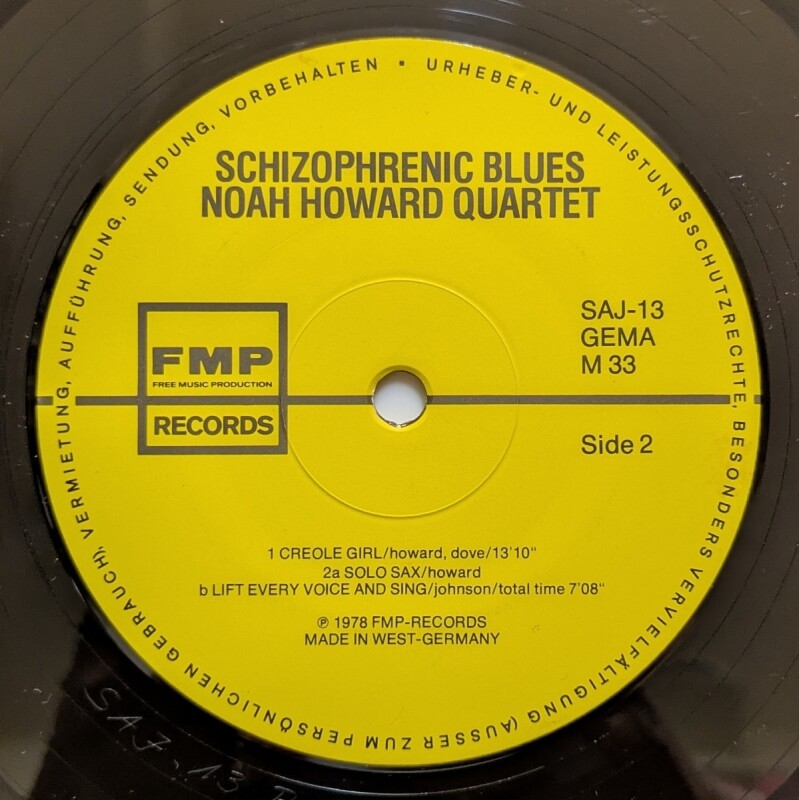 SCHIZOPHRENIC BLUES
NOAH HOWARD QUARTET
SAJ-13
GEMA
M 33
FMP
FREE MUSIC PRODUCTION
RECORDS
Side 2
1 CREOLE GIRL/howard, dove/13'10"
2a SOLO SAX/howard
b LIFT EVERY VOICE AND SING/johnson/total time 7'08"
℗ 1978 FMP-RECORDS
MADE IN WEST-GERMANY
URHEBER- UND LEISTUNGSSCHUTZRECHTE, BESONDERS VERVIELFÄLTIGUNG (AUSSER ZUM PERSÖNLICHEN GEBRAUCH), VERMIETUNG, AUFFÜHRUNG, SENDUNG, VORBEHALTEN ·
SAJ-13